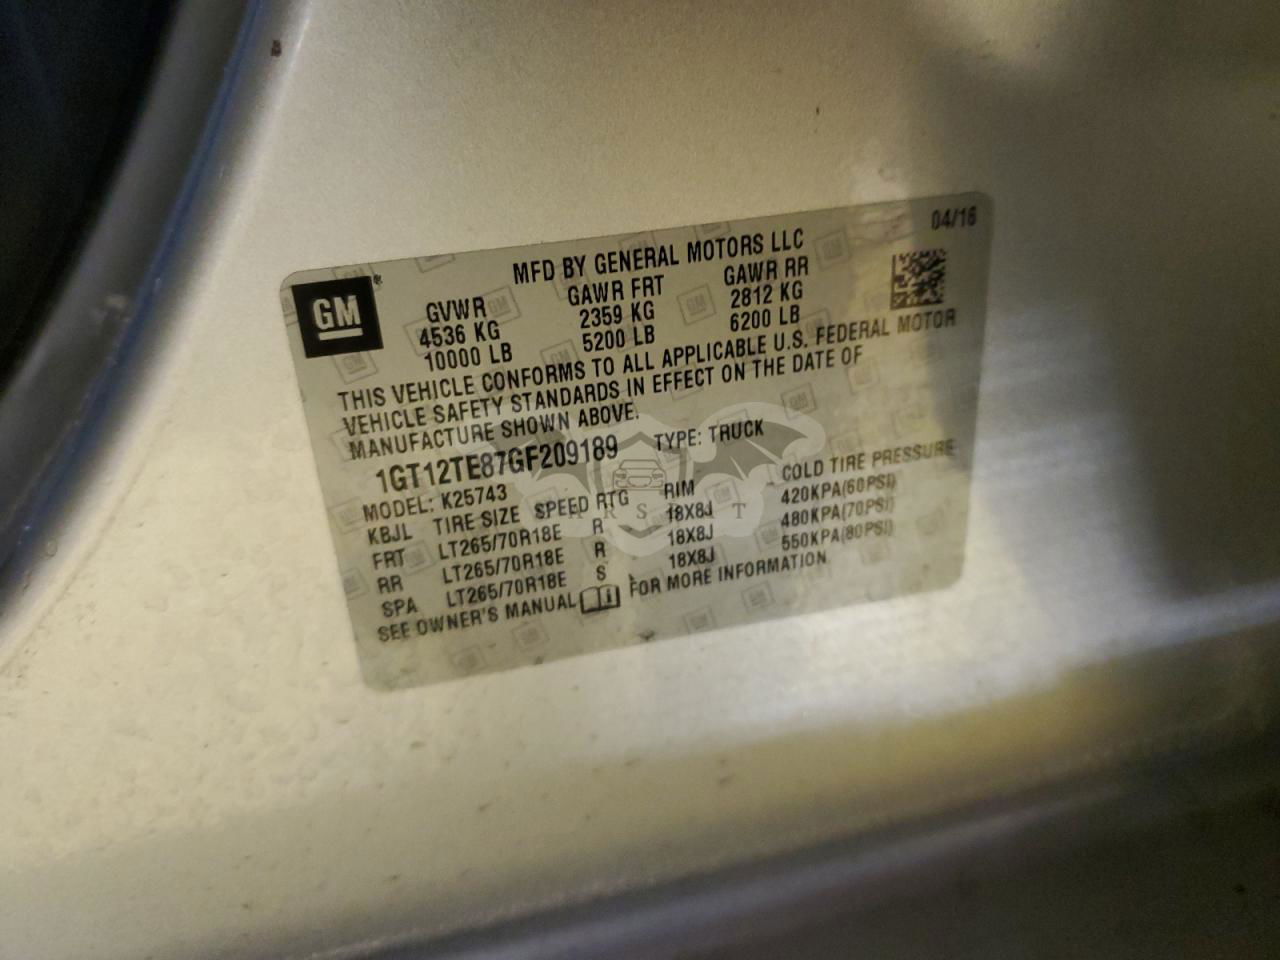 04/16
MFD BY GENERAL MOTORS LLC
GM®
GVWR GAWR FRT GAWR RR
4536 KG 2359 KG 2812 KG
10000 LB 5200 LB 6200 LB
THIS VEHICLE CONFORMS TO ALL APPLICABLE U.S. FEDERAL MOTOR
VEHICLE SAFETY STANDARDS IN EFFECT ON THE DATE OF
MANUFACTURE SHOWN ABOVE.
1GT12TE87GF209189 TYPE: TRUCK
MODEL: K25743
KBJL TIRE SIZE SPEED RTG RIM COLD TIRE PRESSURE
FRT LT265/70R18E R 18X8J 420KPA(60PSI)
RR LT265/70R18E R 18X8J 480KPA(70PSI)
SPA LT265/70R18E S 18X8J 550KPA(80PSI)
SEE OWNER'S MANUAL i FOR MORE INFORMATION